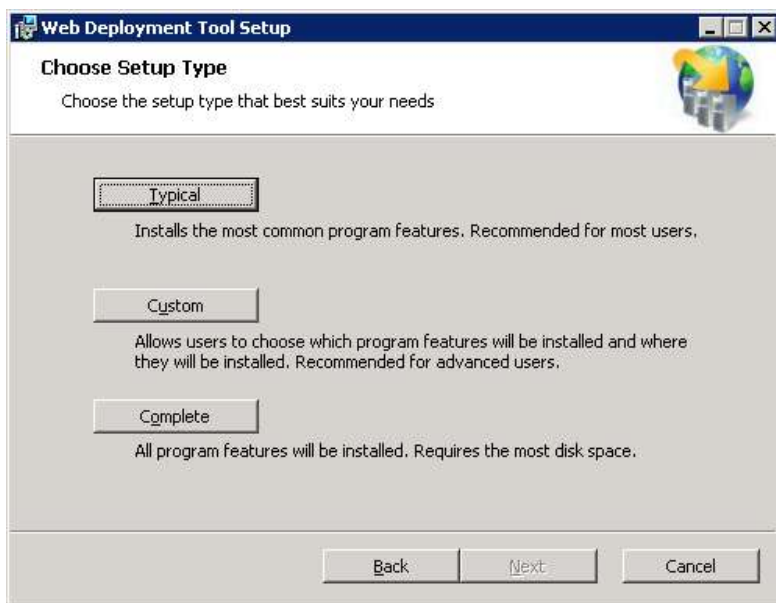 Web Deployment Tool Setup
Choose Setup Type
Choose the setup type that best suits your needs
Typical
Installs the most common program features. Recommended for most users.
Custom
Allows users to choose which program features will be installed and where
they will be installed. Recommended for advanced users.
Complete
All program features will be installed. Requires the most disk space.
Back
Next
Cancel